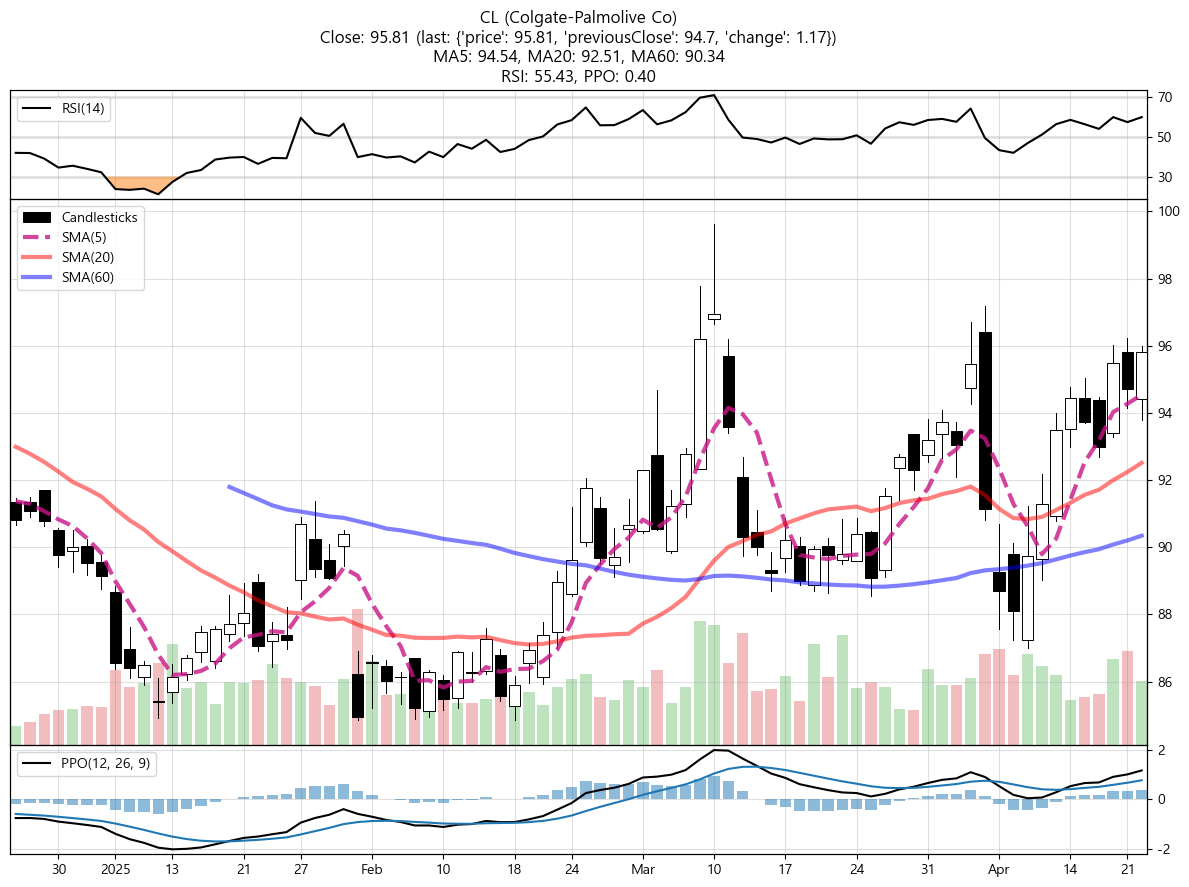 CL (Colgate-Palmolive Co)
Close: 95.81 (last: {'price': 95.81, 'previousClose': 94.7, 'change': 1.17})
MA5: 94.54, MA20: 92.51, MA60: 90.34
RSI: 55.43, PPO: 0.40
RSI(14)
70
50
30
Candlesticks
SMA(5)
SMA(20)
SMA(60)
100
98
96
94
92
90
88
86
PPO(12, 26, 9)
2
0
-2
30 2025 13 21 27 Feb 10 18 24 Mar 10 17 24 31 Apr 14 21